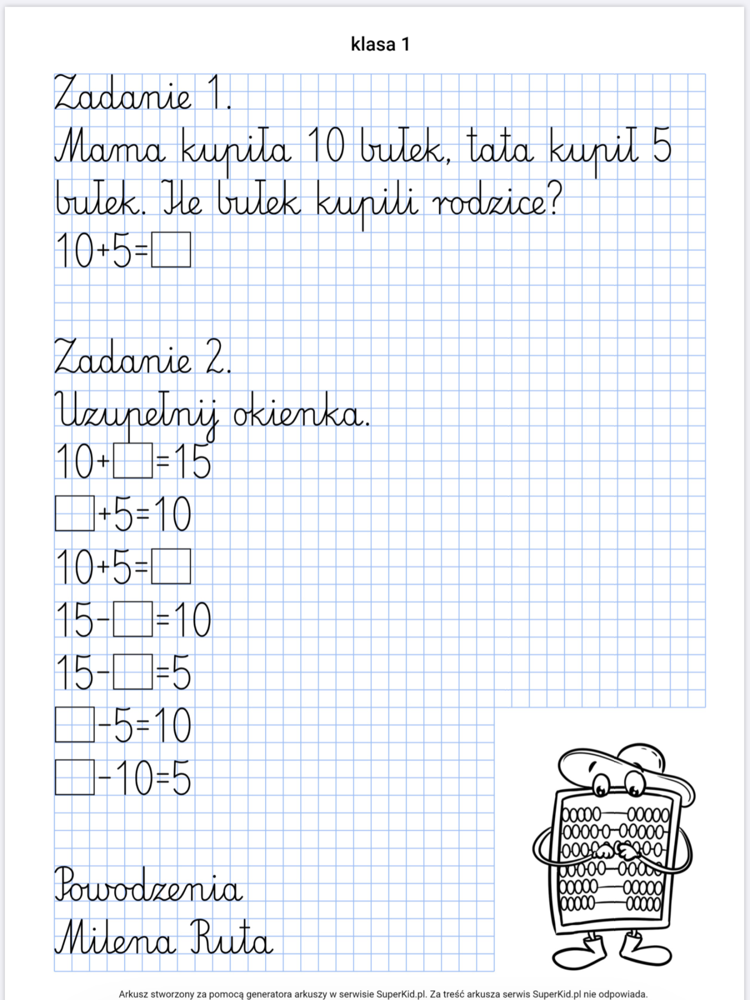 klasa 1
Zadanie 1.
Mama kupiła 10 bułek, tata kupił 5
bułek. Ile bułek kupili rodzice?
10+5=□
Zadanie 2.
Uzupełnij okienka.
10+□=15
□+5=10
10+5=□
15-□=10
15-□=5
□-5=10
□-10=5
Powodzenia
Milena Ruta
Arkusz stworzony za pomocą generatora arkuszy w serwisie SuperKid.pl. Za treść arkusza serwis SuperKid.pl nie odpowiada.